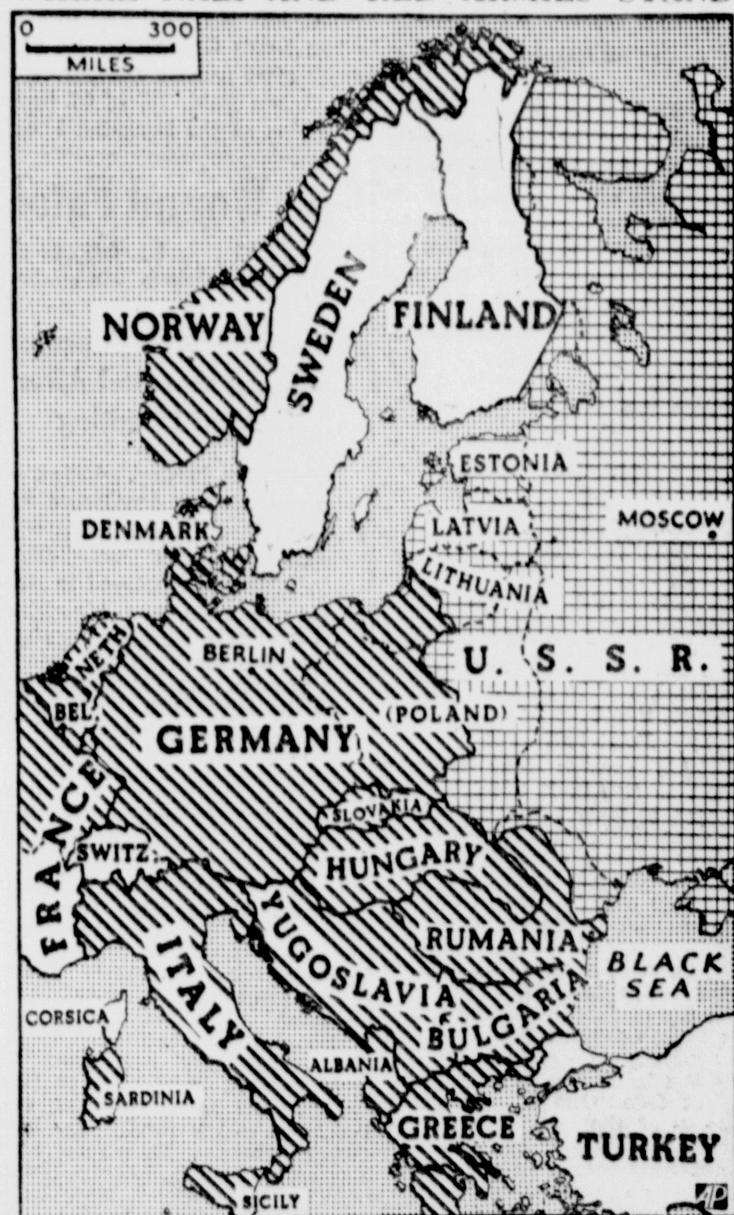 0 300
MILES
NORWAY
SWEDEN
FINLAND
ESTONIA
DENMARK
LATVIA
MOSCOW
LITHUANIA
NETH
BERLIN
U. S. S. R.
BEL.
GERMANY
(POLAND)
FRANCE
SLOVAKIA
SWITZ.
HUNGARY
YUGOSLAVIA
RUMANIA
ITALY
BLACK
SEA
BULGARIA
CORSICA
ALBANIA
SARDINIA
GREECE
TURKEY
SICILY
AP